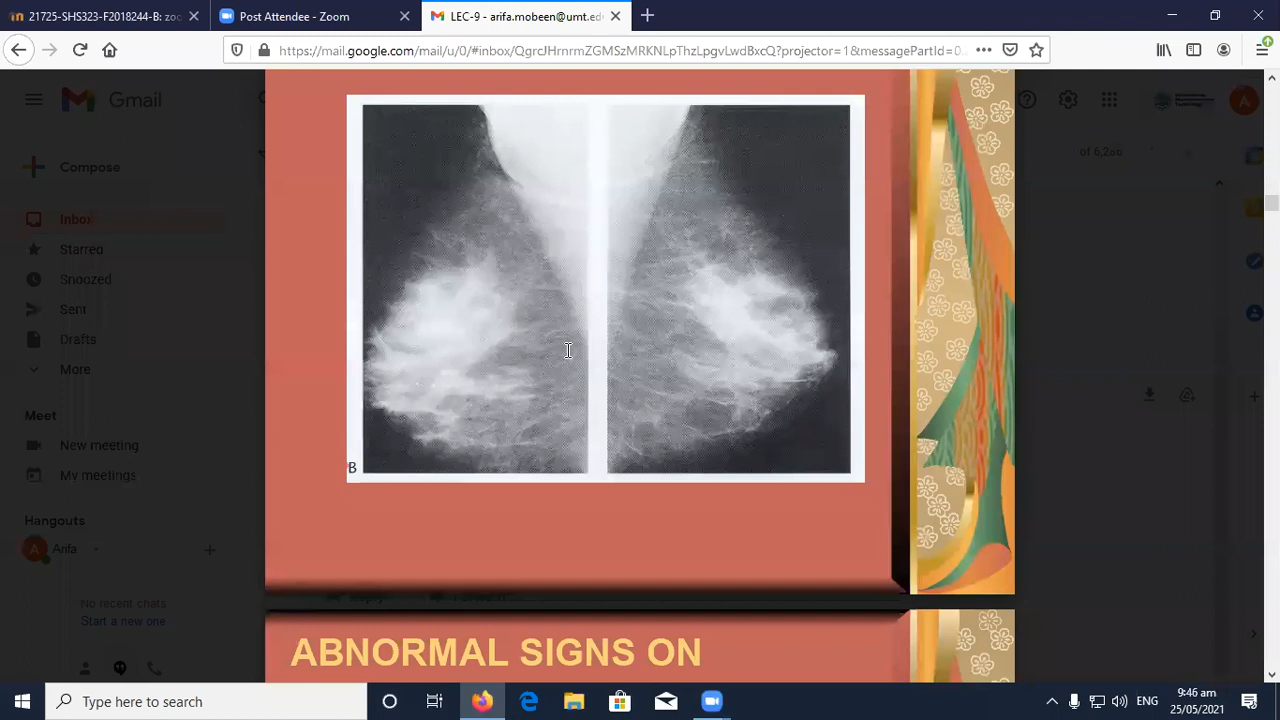 21725-SHS323-F2018244-B: zoo
Post Attendee - Zoom
LEC-9 - arifa.mobeen@umt.ed
https://mail.google.com/mail/u/0/#inbox/QgrcJHrnrmZGMSzMRKNLpThzLpgvLwdBxcQ?projector=1&messagePartId=0.
Gmail
Compose
Inbox
Starred
Snoozed
Sent
Drafts
More
Meet
New meeting
My meetings
Hangouts
Arifa
No recent chats
Start a new one
A
B
ABNORMAL SIGNS ON
Type here to search
ENG
9:46 am
25/05/2021